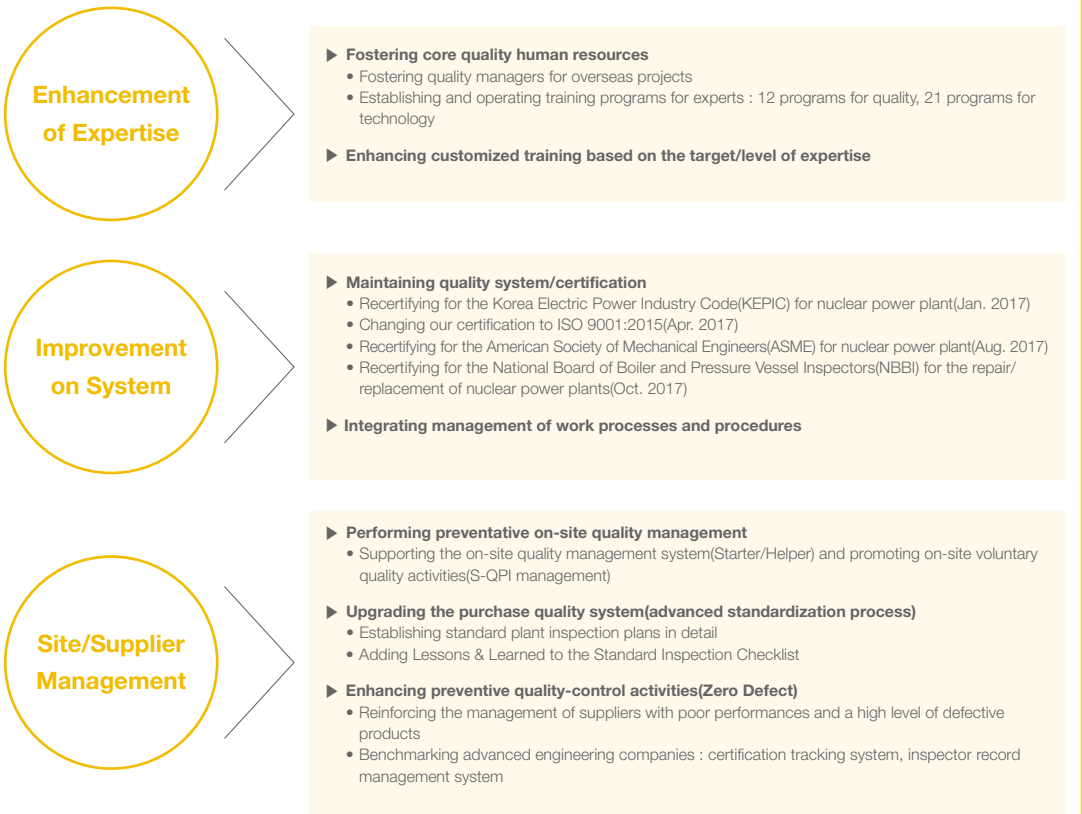 Enhancement
of Expertise
▶ Fostering core quality human resources
• Fostering quality managers for overseas projects
• Establishing and operating training programs for experts : 12 programs for quality, 21 programs for
technology
▶ Enhancing customized training based on the target/level of expertise
Improvement
on System
▶ Maintaining quality system/certification
• Recertifying for the Korea Electric Power Industry Code(KEPIC) for nuclear power plant(Jan. 2017)
• Changing our certification to ISO 9001:2015(Apr. 2017)
• Recertifying for the American Society of Mechanical Engineers(ASME) for nuclear power plant(Aug. 2017)
• Recertifying for the National Board of Boiler and Pressure Vessel Inspectors(NBBI) for the repair/
replacement of nuclear power plants(Oct. 2017)
▶ Integrating management of work processes and procedures
Site/Supplier
Management
▶ Performing preventative on-site quality management
• Supporting the on-site quality management system(Starter/Helper) and promoting on-site voluntary
quality activities(S-QPI management)
▶ Upgrading the purchase quality system(advanced standardization process)
• Establishing standard plant inspection plans in detail
• Adding Lessons & Learned to the Standard Inspection Checklist
▶ Enhancing preventive quality-control activities(Zero Defect)
• Reinforcing the management of suppliers with poor performances and a high level of defective
products
• Benchmarking advanced engineering companies : certification tracking system, inspector record
management system